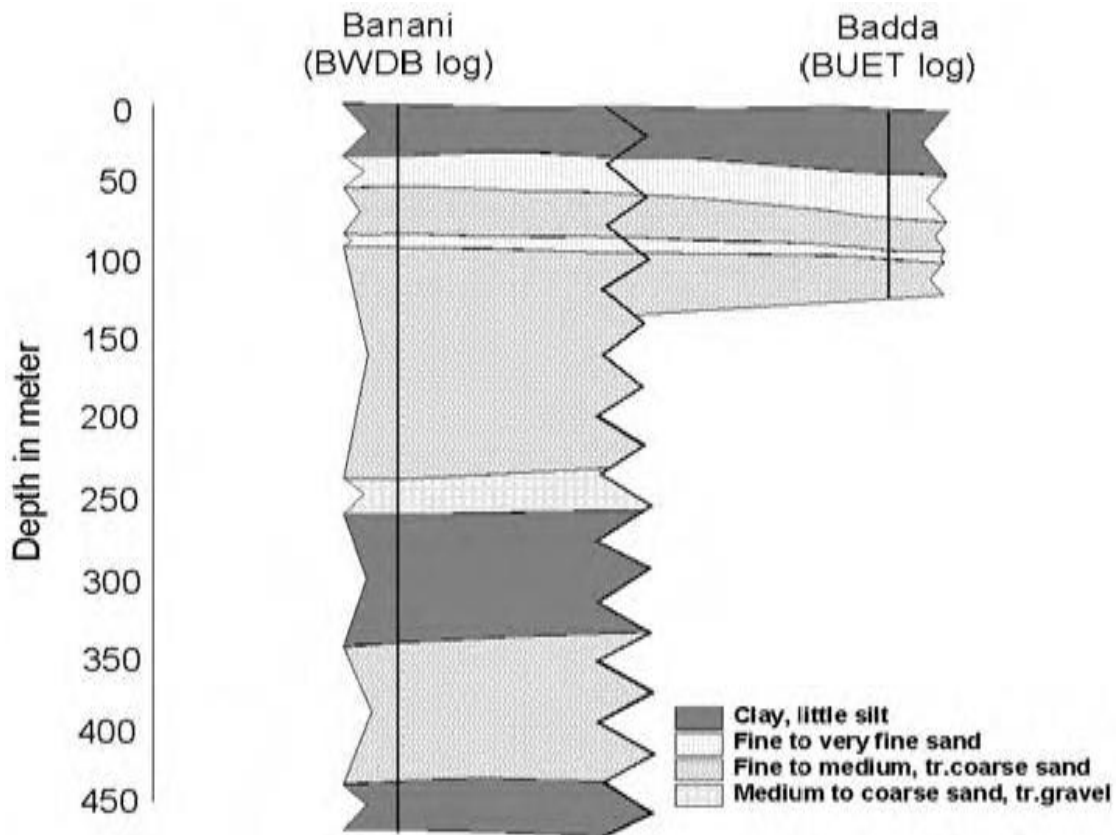 Banani
(BWDB log)
Badda
(BUET log)
Depth in meter
0
50
100
150
200
250
300
350
400
450
Clay, little silt
Fine to very fine sand
Fine to medium, tr.coarse sand
Medium to coarse sand, tr.gravel